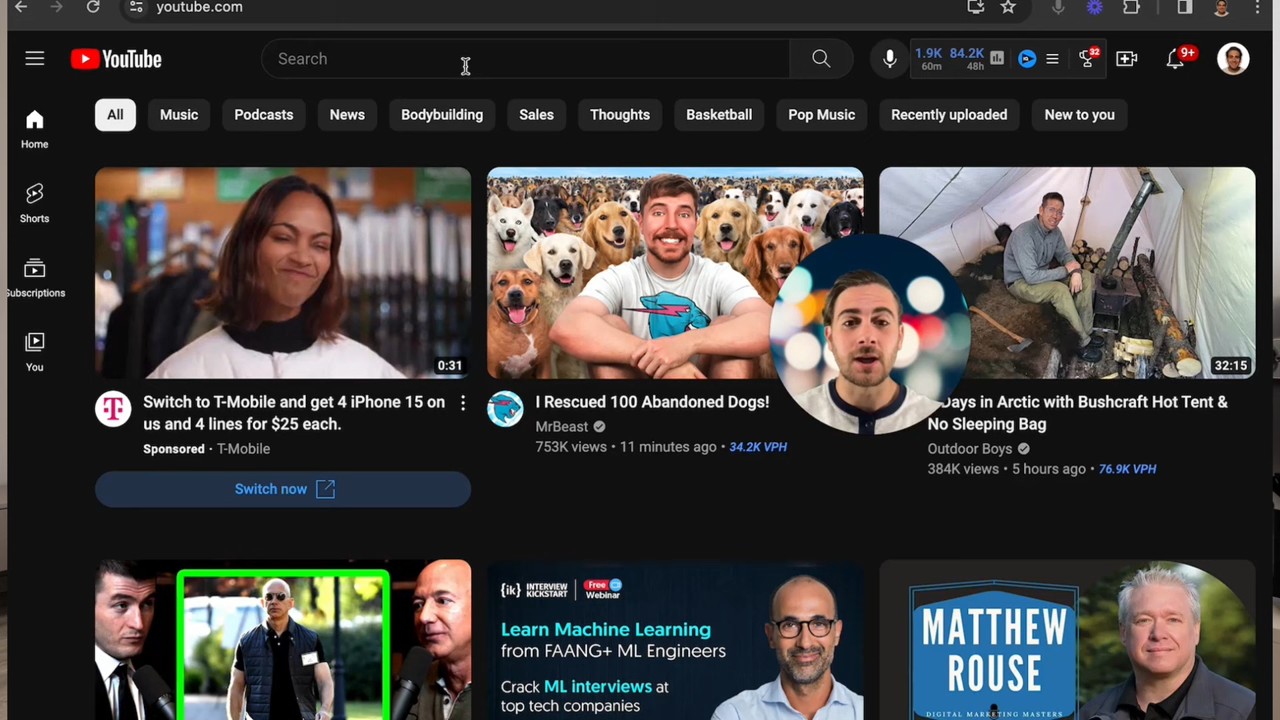 youtube.com
YouTube
Search
1.9K 84.2K
60m 48h
32
9+
All
Music
Podcasts
News
Bodybuilding
Sales
Thoughts
Basketball
Pop Music
Recently uploaded
New to you
Home
Shorts
Subscriptions
You
0:31
Switch to T-Mobile and get 4 iPhone 15 on
us and 4 lines for $25 each.
Sponsored · T-Mobile
Switch now
I Rescued 100 Abandoned Dogs!
MrBeast
753K views · 11 minutes ago · 34.2K VPH
32:15
Days in Arctic with Bushcraft Hot Tent &
No Sleeping Bag
Outdoor Boys
384K views · 5 hours ago · 76.9K VPH
{ik} INTERVIEW KICKSTART
Free Webinar
Learn Machine Learning
from FAANG+ ML Engineers
Crack ML interviews at
top tech companies
MATTHEW
ROUSE
DIGITAL MARKETING MASTERS